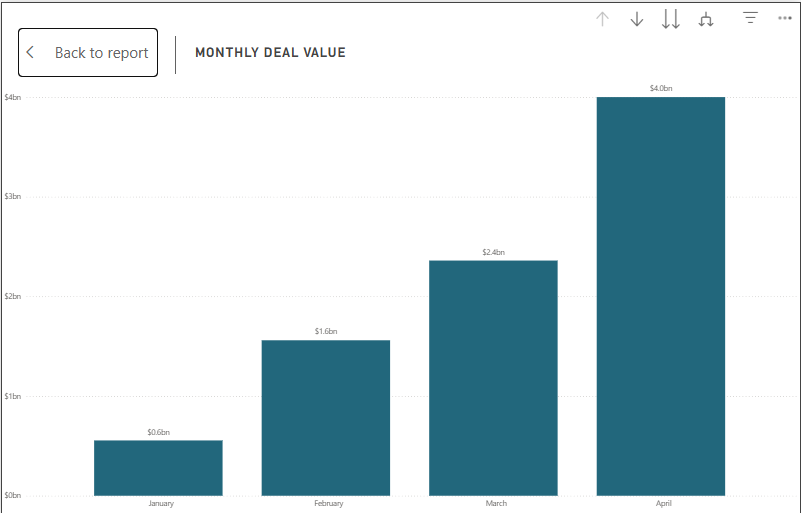 Back to report
MONTHLY DEAL VALUE
$4bn
$3bn
$2bn
$1bn
$0bn
$0.6bn
$1.6bn
$2.4bn
$4.0bn
January
February
March
April